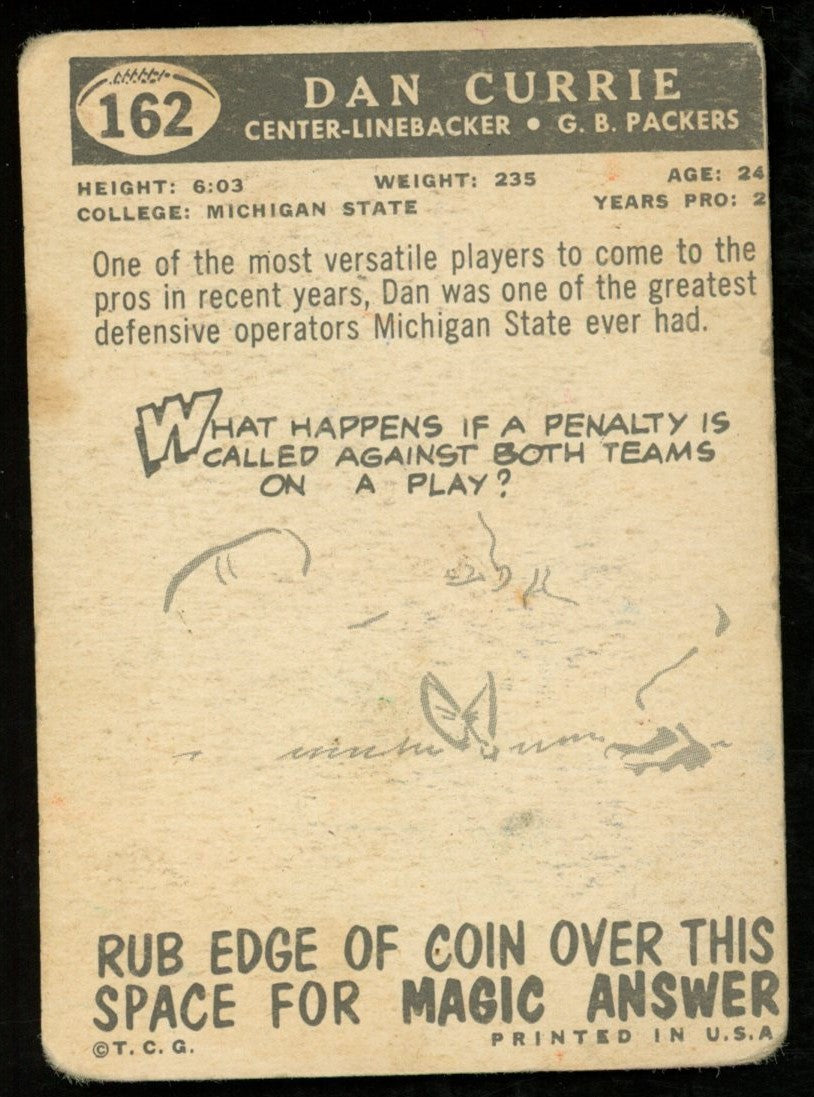 162
DAN CURRIE
CENTER-LINEBACKER • G. B. PACKERS
HEIGHT: 6:03 WEIGHT: 235 AGE: 24
COLLEGE: MICHIGAN STATE YEARS PRO: 2
One of the most versatile players to come to the
pros in recent years, Dan was one of the greatest
defensive operators Michigan State ever had.
WHAT HAPPENS IF A PENALTY IS
CALLED AGAINST BOTH TEAMS
ON A PLAY?
RUB EDGE OF COIN OVER THIS
SPACE FOR MAGIC ANSWER
©T. C. G. PRINTED IN U.S.A